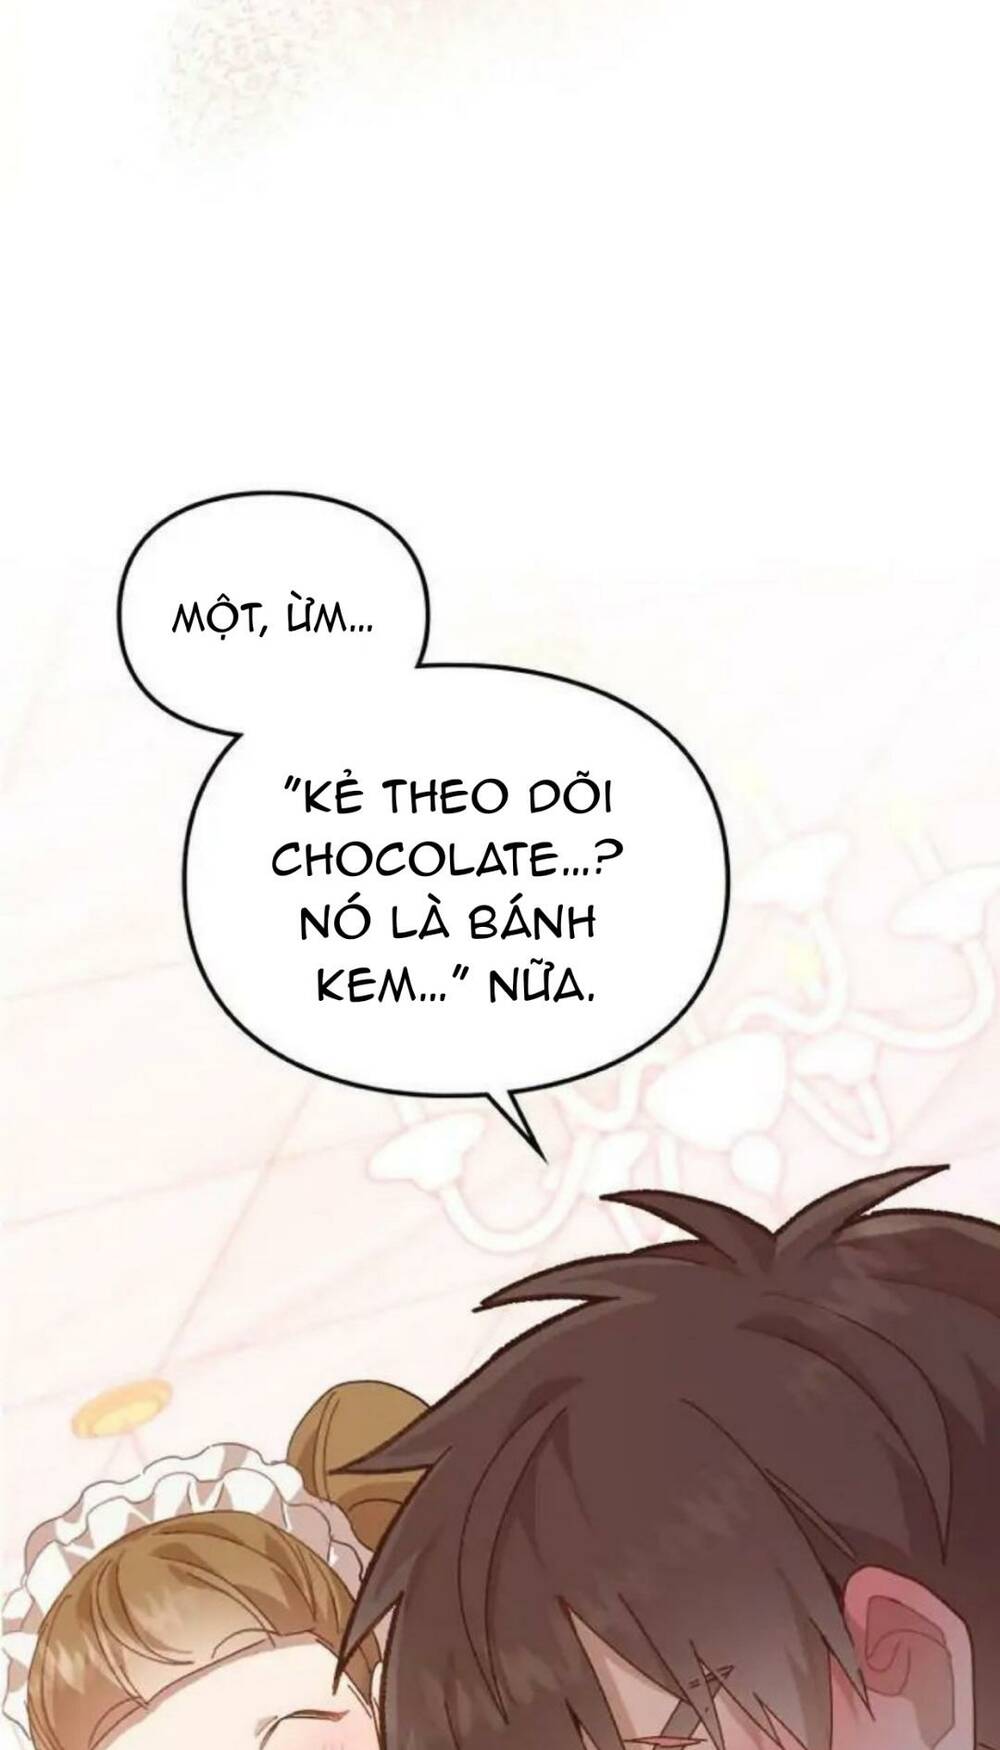 MỘT, ỪM...
"KẺ THEO DÕI
CHOCOLATE...?
NÓ LÀ BÁNH
KEM..." NỮA.